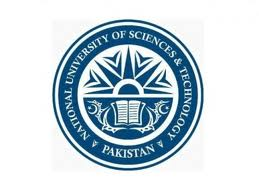 NATIONAL UNIVERSITY OF SCIENCES & TECHNOLOGY
PAKISTAN